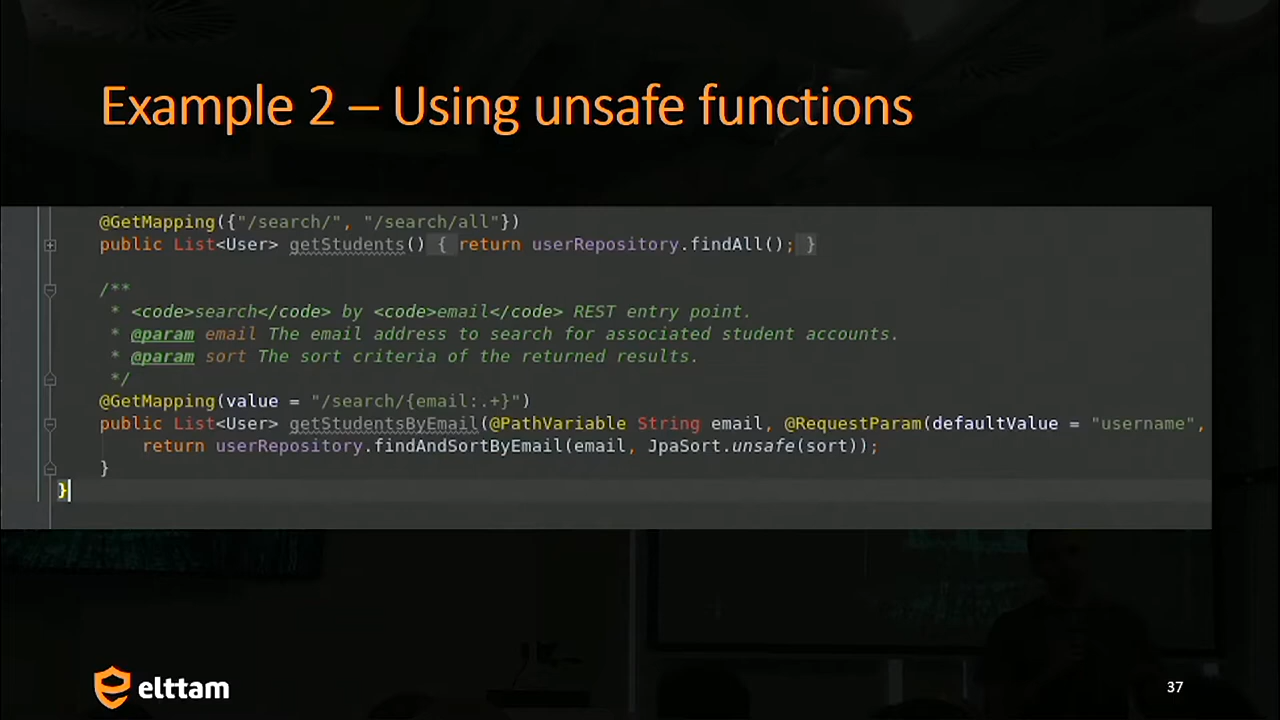 Example 2 – Using unsafe functions
@GetMapping({"/search/", "/search/all"})
public List<User> getStudents() { return userRepository.findAll(); }
/**
* <code>search</code> by <code>email</code> REST entry point.
* @param email The email address to search for associated student accounts.
* @param sort The sort criteria of the returned results.
*/
@GetMapping(value = "/search/{email:.+}")
public List<User> getStudentsByEmail(@PathVariable String email, @RequestParam(defaultValue = "username",
return userRepository.findAndSortByEmail(email, JpaSort.unsafe(sort));
}
}
elttam
37